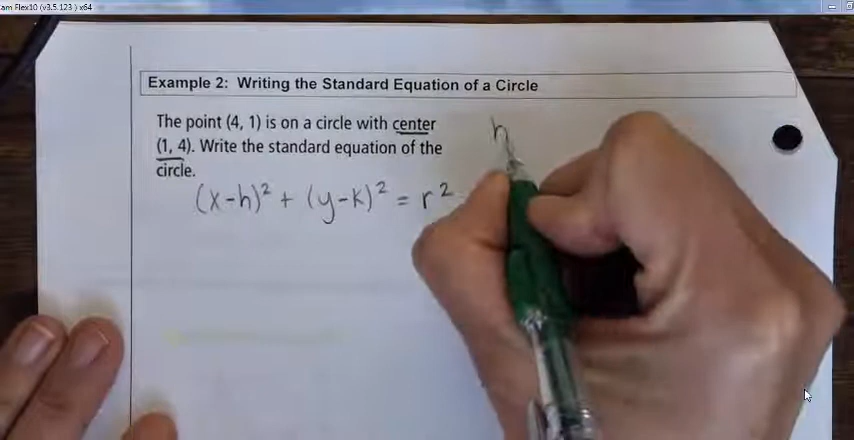 am Flex10 (v3.5.123 ) x64
Example 2: Writing the Standard Equation of a Circle
The point (4, 1) is on a circle with center
(1, 4). Write the standard equation of the
circle.
(x-h)² + (y-k)² = r²
h